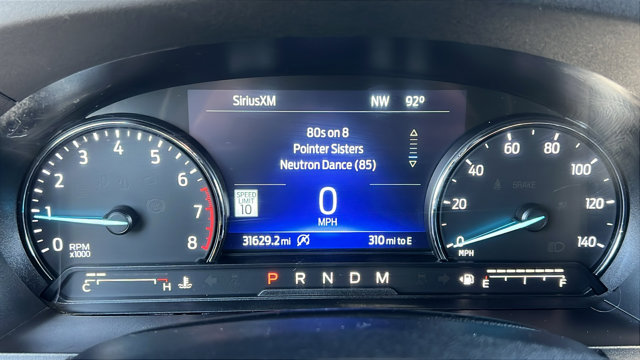 SiriusXM NW 92°
80s on 8
Pointer Sisters
Neutron Dance (85)
SPEED
LIMIT
10
0
MPH
31629.2 mi 310 mi to E
0 1 2 3 4 5 6 7 8
RPM
x1000
0 20 40 60 80 100 120 140
BRAKE
MPH
C H
P R N D M
E F